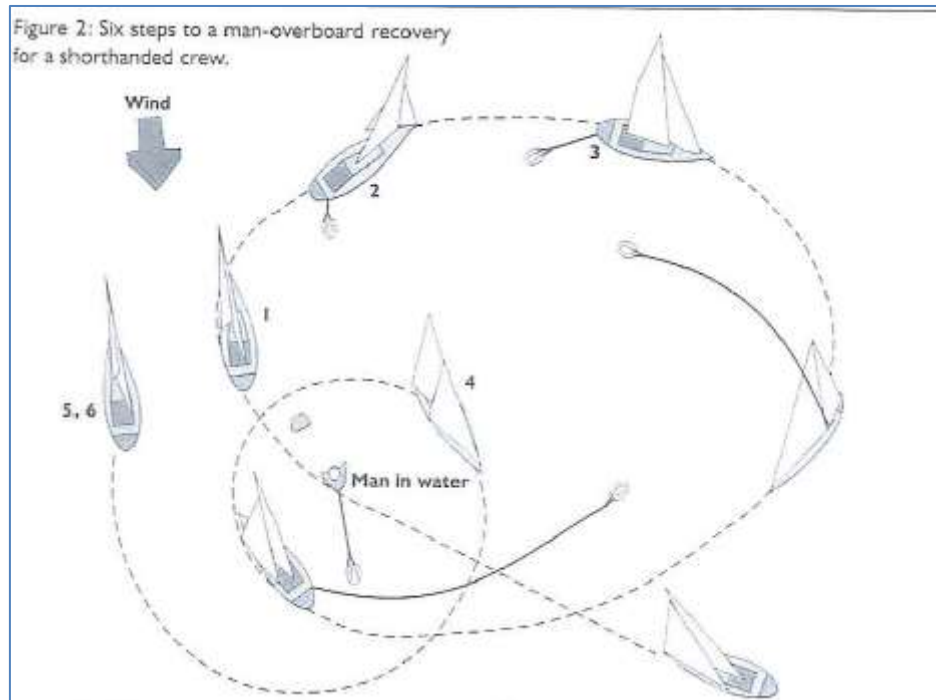 Figure 2: Six steps to a man-overboard recovery
for a shorthanded crew.
Wind
2
3
1
4
5, 6
Man in water